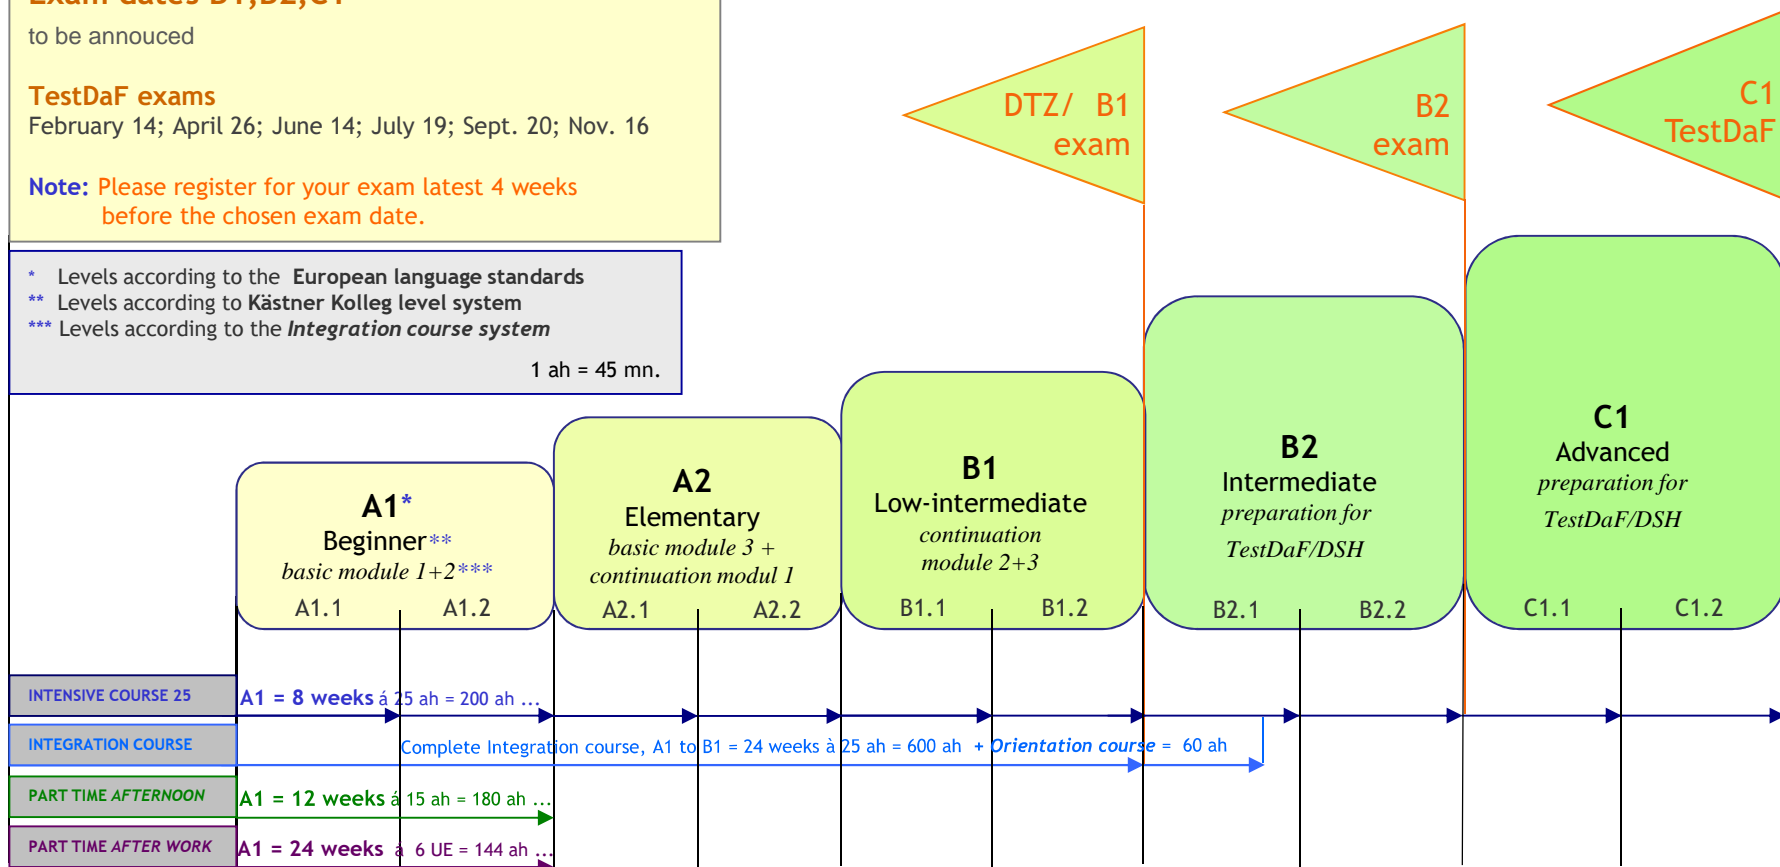 Exam dates B1,B2,C1
to be annouced
TestDaF exams
February 14; April 26; June 14; July 19; Sept. 20; Nov. 16
Note: Please register for your exam latest 4 weeks
before the chosen exam date.
* Levels according to the European language standards
** Levels according to Kästner Kolleg level system
*** Levels according to the Integration course system
1 ah = 45 mn.
DTZ/ B1
exam
B2
exam
C1
TestDaF
A1*
Beginner**
basic module 1+2***
A1.1 A1.2
A2
Elementary
basic module 3 +
continuation modul 1
A2.1 A2.2
B1
Low-intermediate
continuation
module 2+3
B1.1 B1.2
B2
Intermediate
preparation for
TestDaF/DSH
B2.1 B2.2
C1
Advanced
preparation for
TestDaF/DSH
C1.1 C1.2
INTENSIVE COURSE 25
A1 = 8 weeks á 25 ah = 200 ah ...
INTEGRATION COURSE
Complete Integration course, A1 to B1 = 24 weeks à 25 ah = 600 ah + Orientation course = 60 ah
PART TIME AFTERNOON
A1 = 12 weeks á 15 ah = 180 ah ...
PART TIME AFTER WORK
A1 = 24 weeks á 6 UE = 144 ah ...